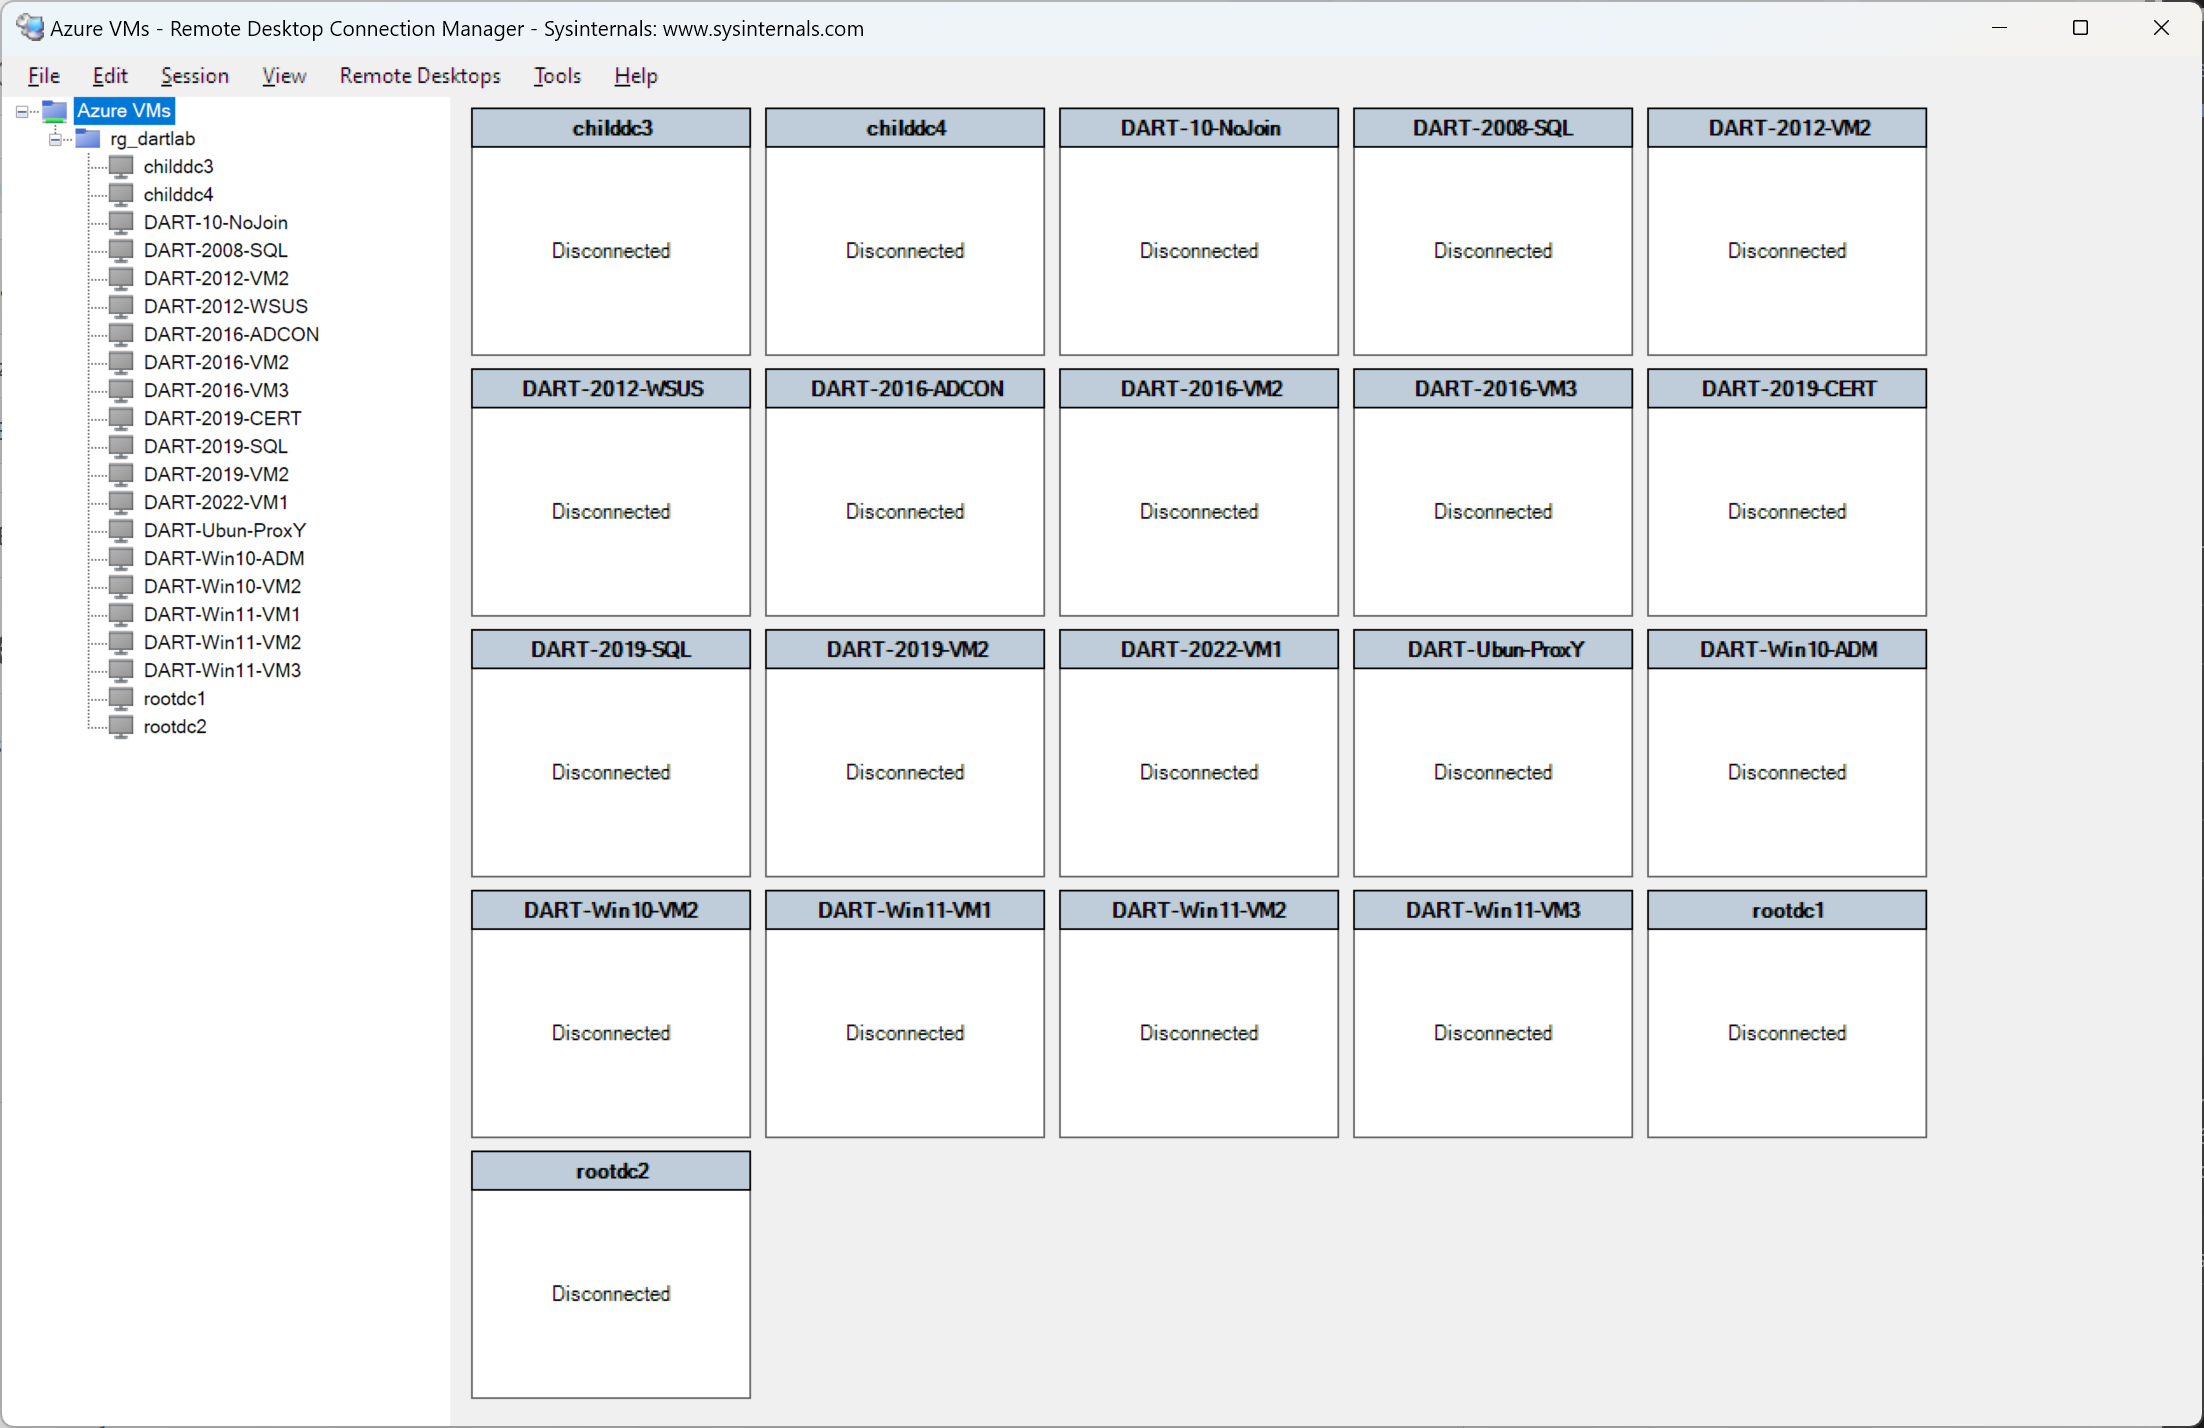 Azure VMs - Remote Desktop Connection Manager - Sysinternals: www.sysinternals.com
File Edit Session View Remote Desktops Tools Help
Azure VMs
rg_dartlab
childdc3
childdc4
DART-10-NoJoin
DART-2008-SQL
DART-2012-VM2
DART-2012-WSUS
DART-2016-ADCON
DART-2016-VM2
DART-2016-VM3
DART-2019-CERT
DART-2019-SQL
DART-2019-VM2
DART-2022-VM1
DART-Ubun-ProxY
DART-Win10-ADM
DART-Win10-VM2
DART-Win11-VM1
DART-Win11-VM2
DART-Win11-VM3
rootdc1
rootdc2
childdc3 childdc4 DART-10-NoJoin DART-2008-SQL DART-2012-VM2
Disconnected Disconnected Disconnected Disconnected Disconnected
DART-2012-WSUS DART-2016-ADCON DART-2016-VM2 DART-2016-VM3 DART-2019-CERT
Disconnected Disconnected Disconnected Disconnected Disconnected
DART-2019-SQL DART-2019-VM2 DART-2022-VM1 DART-Ubun-ProxY DART-Win10-ADM
Disconnected Disconnected Disconnected Disconnected Disconnected
DART-Win10-VM2 DART-Win11-VM1 DART-Win11-VM2 DART-Win11-VM3 rootdc1
Disconnected Disconnected Disconnected Disconnected Disconnected
rootdc2
Disconnected